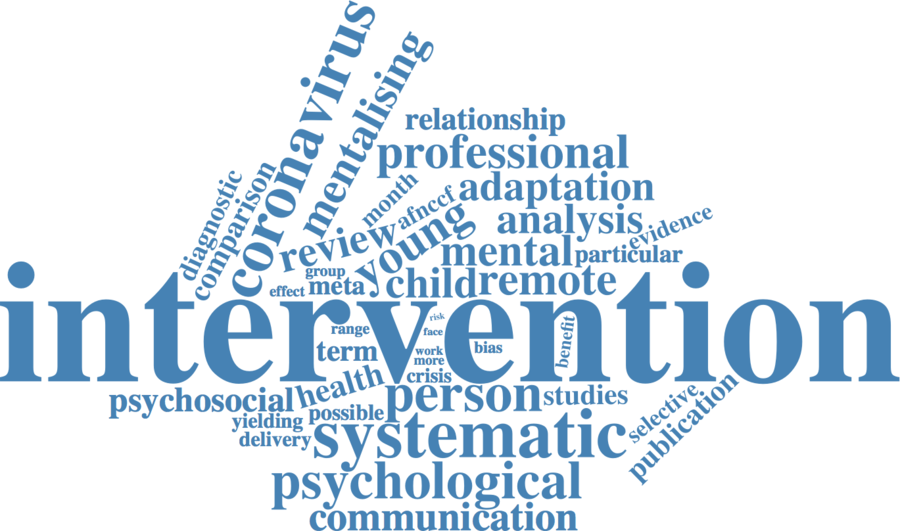 coronavirus
mentalising
relationship
professional
diagnostic
comparison
month
afnccf
adaptation
analysis
evidence
review
young
mental
particular
group
effect
meta
child
remote
intervention
risk
range
face
term
work
bias
benefit
more
crisis
health
psychosocial
person
studies
yielding
possible
delivery
systematic
selective
publication
psychological
communication